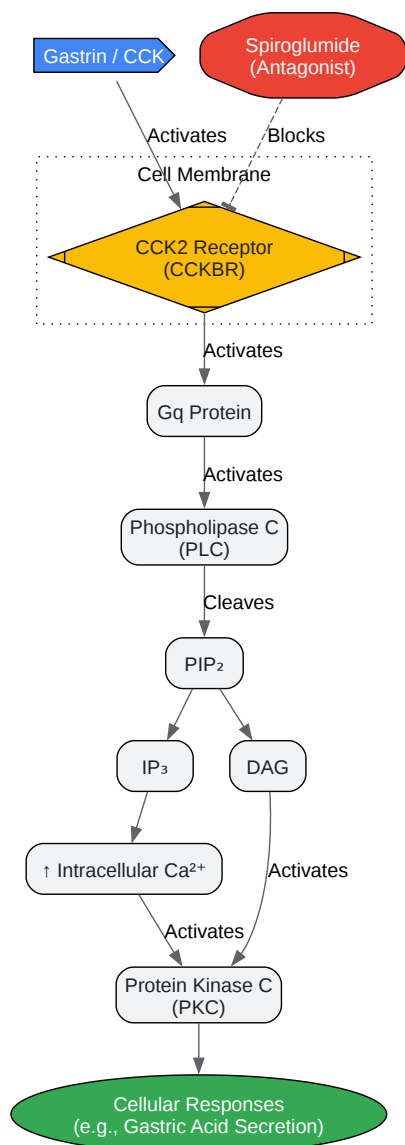 Gastrin / CCK
Spiroglumide
(Antagonist)
Activates
Blocks
Cell Membrane
CCK2 Receptor
(CCKBR)
Activates
Gq Protein
Activates
Phospholipase C
(PLC)
Cleaves
PIP₂
IP₃
DAG
↑ Intracellular Ca²⁺
Activates
Activates
Protein Kinase C
(PKC)
Cellular Responses
(e.g., Gastric Acid Secretion)